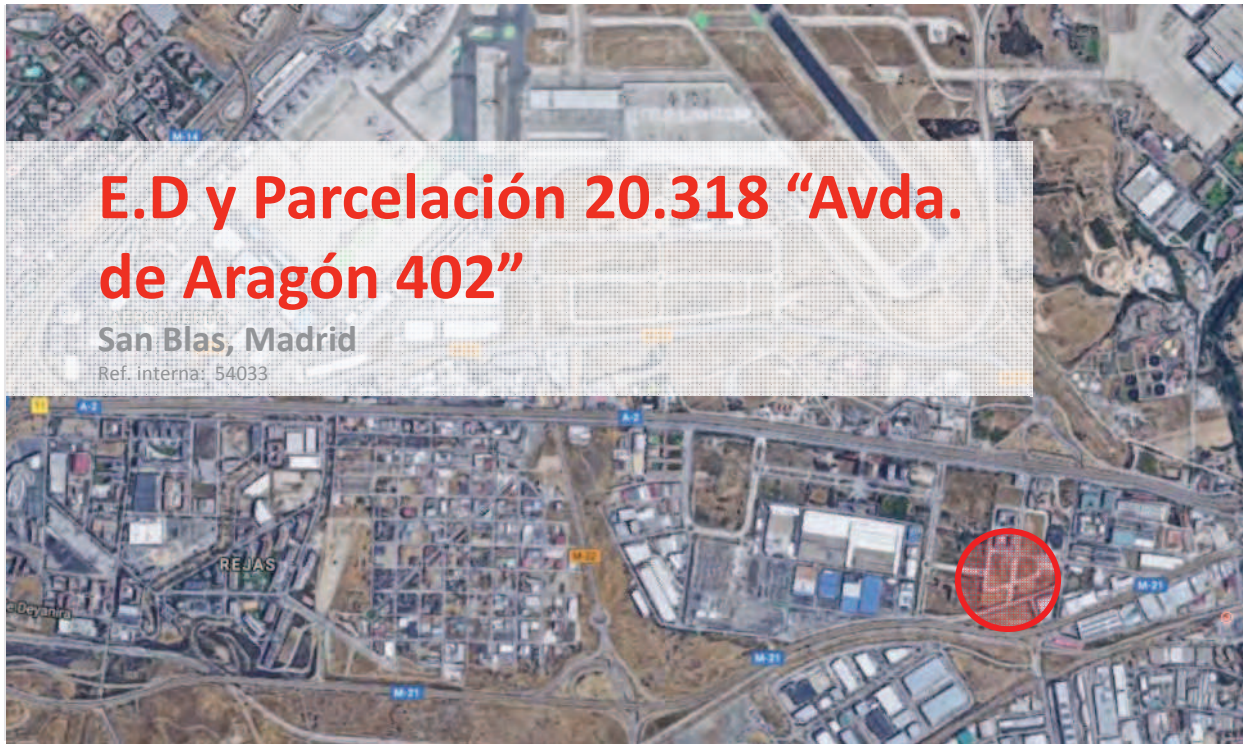 M-14
E.D y Parcelación 20.318 “Avda.
de Aragón 402”
San Blas, Madrid
Ref. interna: 54033
A-2
A-2
M-22
REJAS
e Deyanira
M-21
M-21
M-21